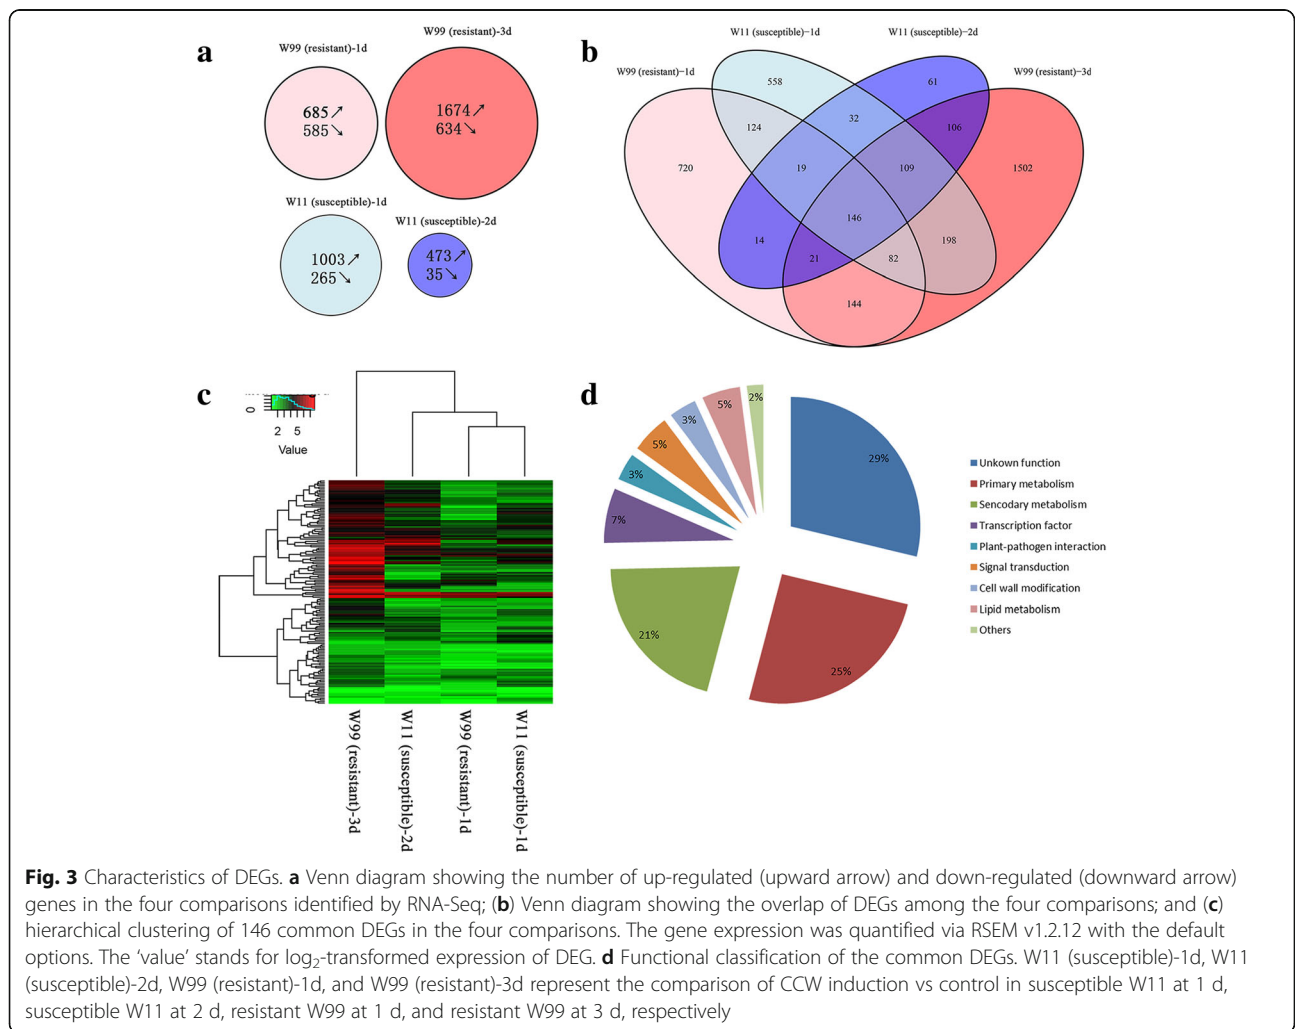 a
W99 (resistant)-1d
685↗
585↘
W99 (resistant)-3d
1674↗
634↘
W11 (susceptible)-1d
1003↗
265↘
W11 (susceptible)-2d
473↗
35↘
b
W99 (resistant)−1d
W11 (susceptible)−1d
W11 (susceptible)−2d
W99 (resistant)−3d
558
61
124
32
106
720
19
109
1502
146
14
198
21
82
144
c
0
2 5
Value
W99 (resistant)-3d
W11 (susceptible)-2d
W99 (resistant)-1d
W11 (susceptible)-1d
d
29%
25%
21%
7%
3%
5%
3%
5%
2%
Unkown function
Primary metabolism
Sencodary metabolism
Transcription factor
Plant-pathogen interaction
Signal transduction
Cell wall modification
Lipid metabolism
Others
Fig. 3 Characteristics of DEGs. a Venn diagram showing the number of up-regulated (upward arrow) and down-regulated (downward arrow)
genes in the four comparisons identified by RNA-Seq; (b) Venn diagram showing the overlap of DEGs among the four comparisons; and (c)
hierarchical clustering of 146 common DEGs in the four comparisons. The gene expression was quantified via RSEM v1.2.12 with the default
options. The ‘value’ stands for log₂-transformed expression of DEG. d Functional classification of the common DEGs. W11 (susceptible)-1d, W11
(susceptible)-2d, W99 (resistant)-1d, and W99 (resistant)-3d represent the comparison of CCW induction vs control in susceptible W11 at 1 d,
susceptible W11 at 2 d, resistant W99 at 1 d, and resistant W99 at 3 d, respectively